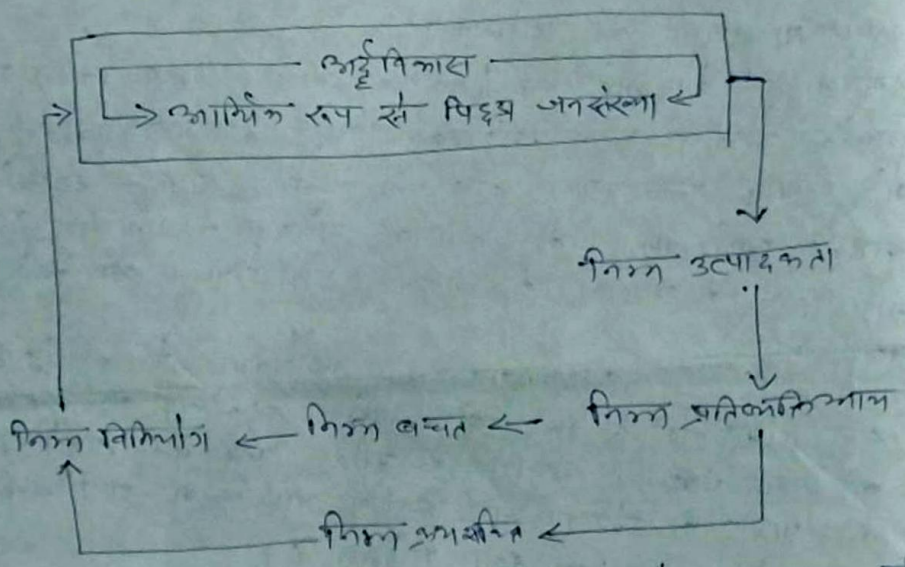 अर्द्धविकास
आर्थिक रूप से पिछड़ी जनसंख्या
निम्न उत्पादकता
निम्न प्रतिव्यक्ति आय
निम्न बचत
निम्न विनियोग
निम्न क्रयशक्ति